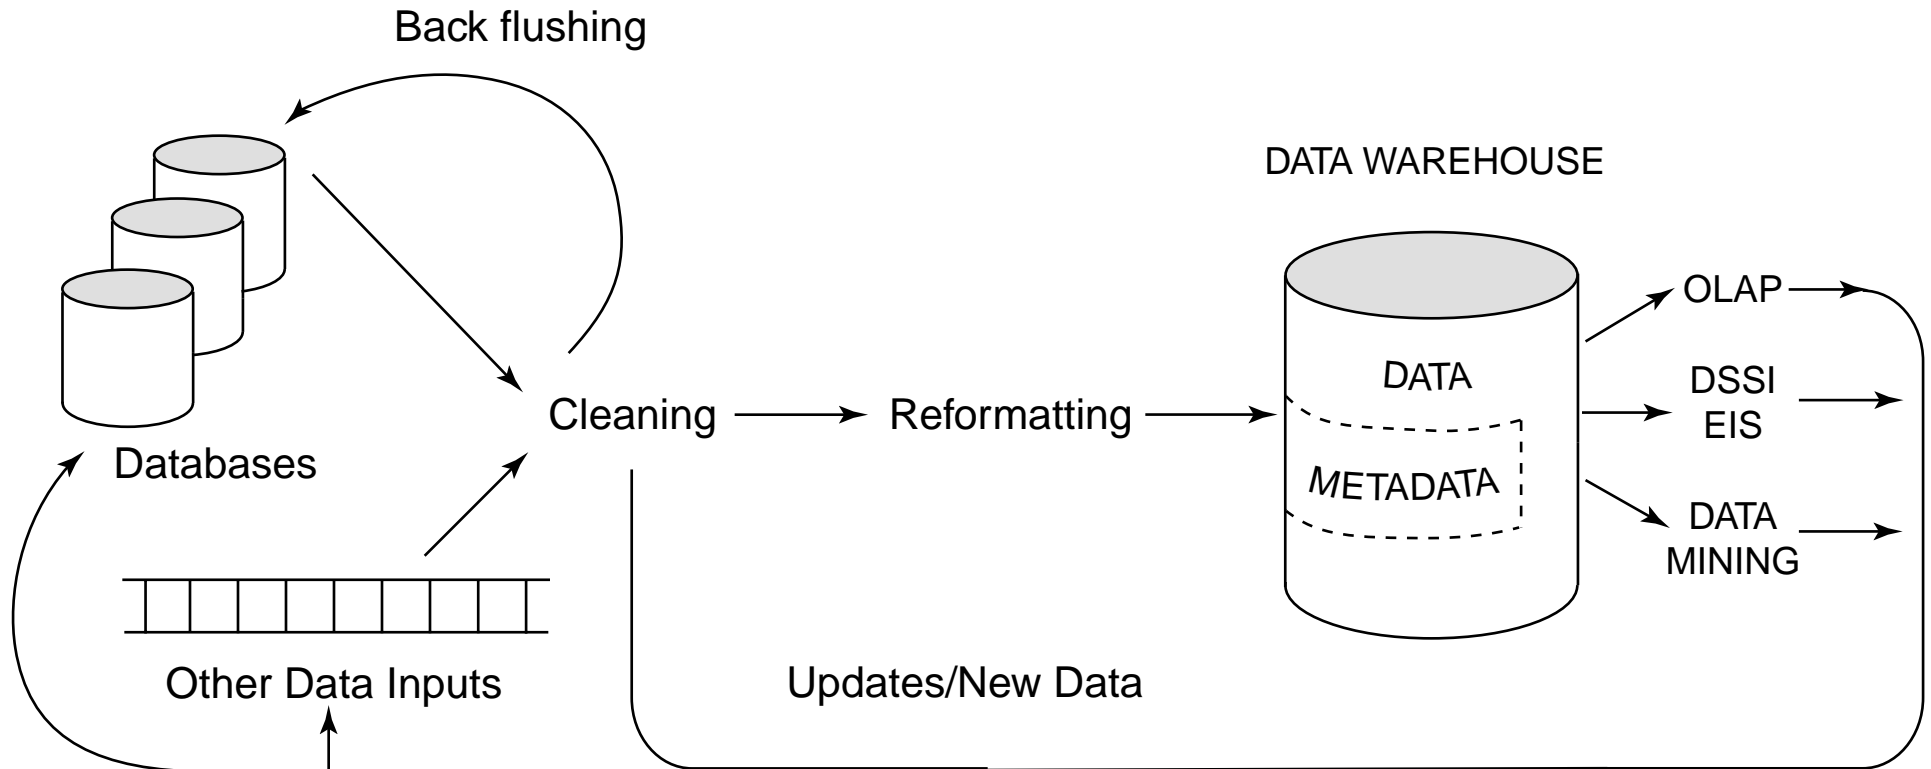 Back flushing
DATA WAREHOUSE
OLAP
DATA
DSSI
EIS
Cleaning
Reformatting
Databases
METADATA
DATA
MINING
Other Data Inputs
Updates/New Data